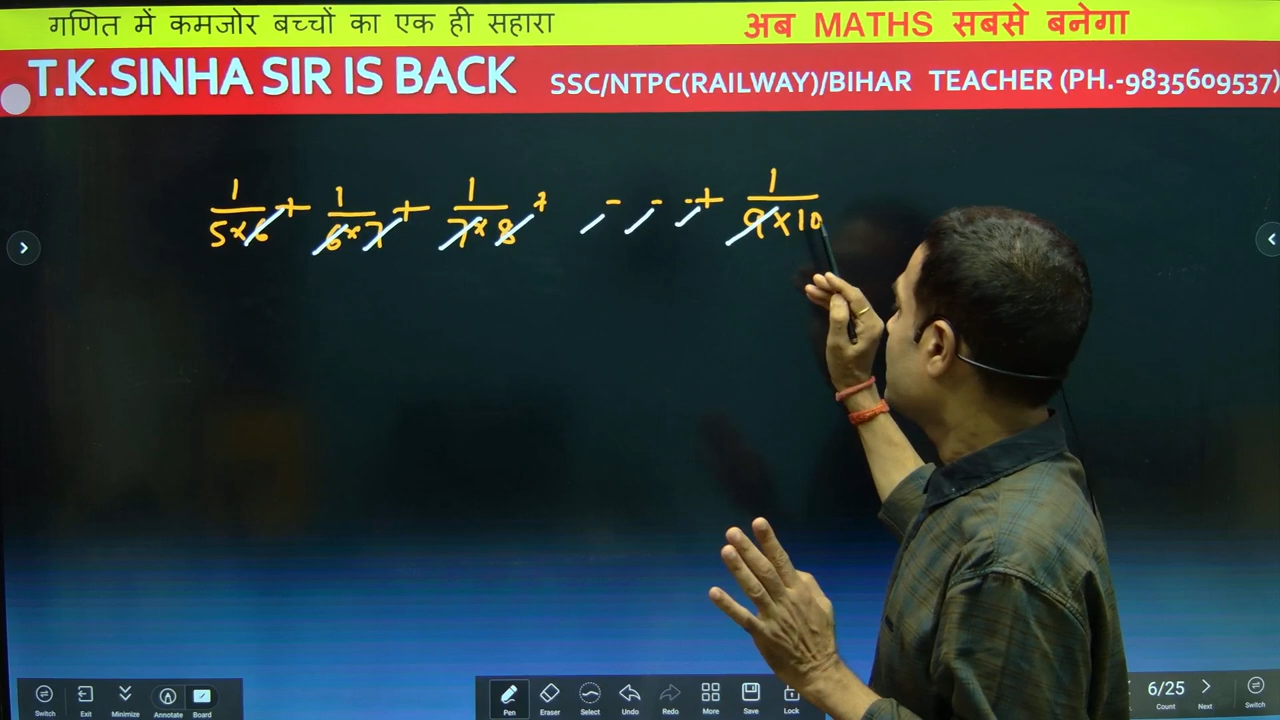 गणित में कमजोर बच्चों का एक ही सहारा अब MATHS सबसे बनेगा
T.K.SINHA SIR IS BACK SSC/NTPC(RAILWAY)/BIHAR TEACHER (PH.-9835609537)
1/5×6 + 1/6×7 + 1/7×8 + - - - + 1/9×10
Switch Exit Minimize Annotate Board Pen Eraser Select Undo Redo More Save Lock 6/25 Count Next Switch